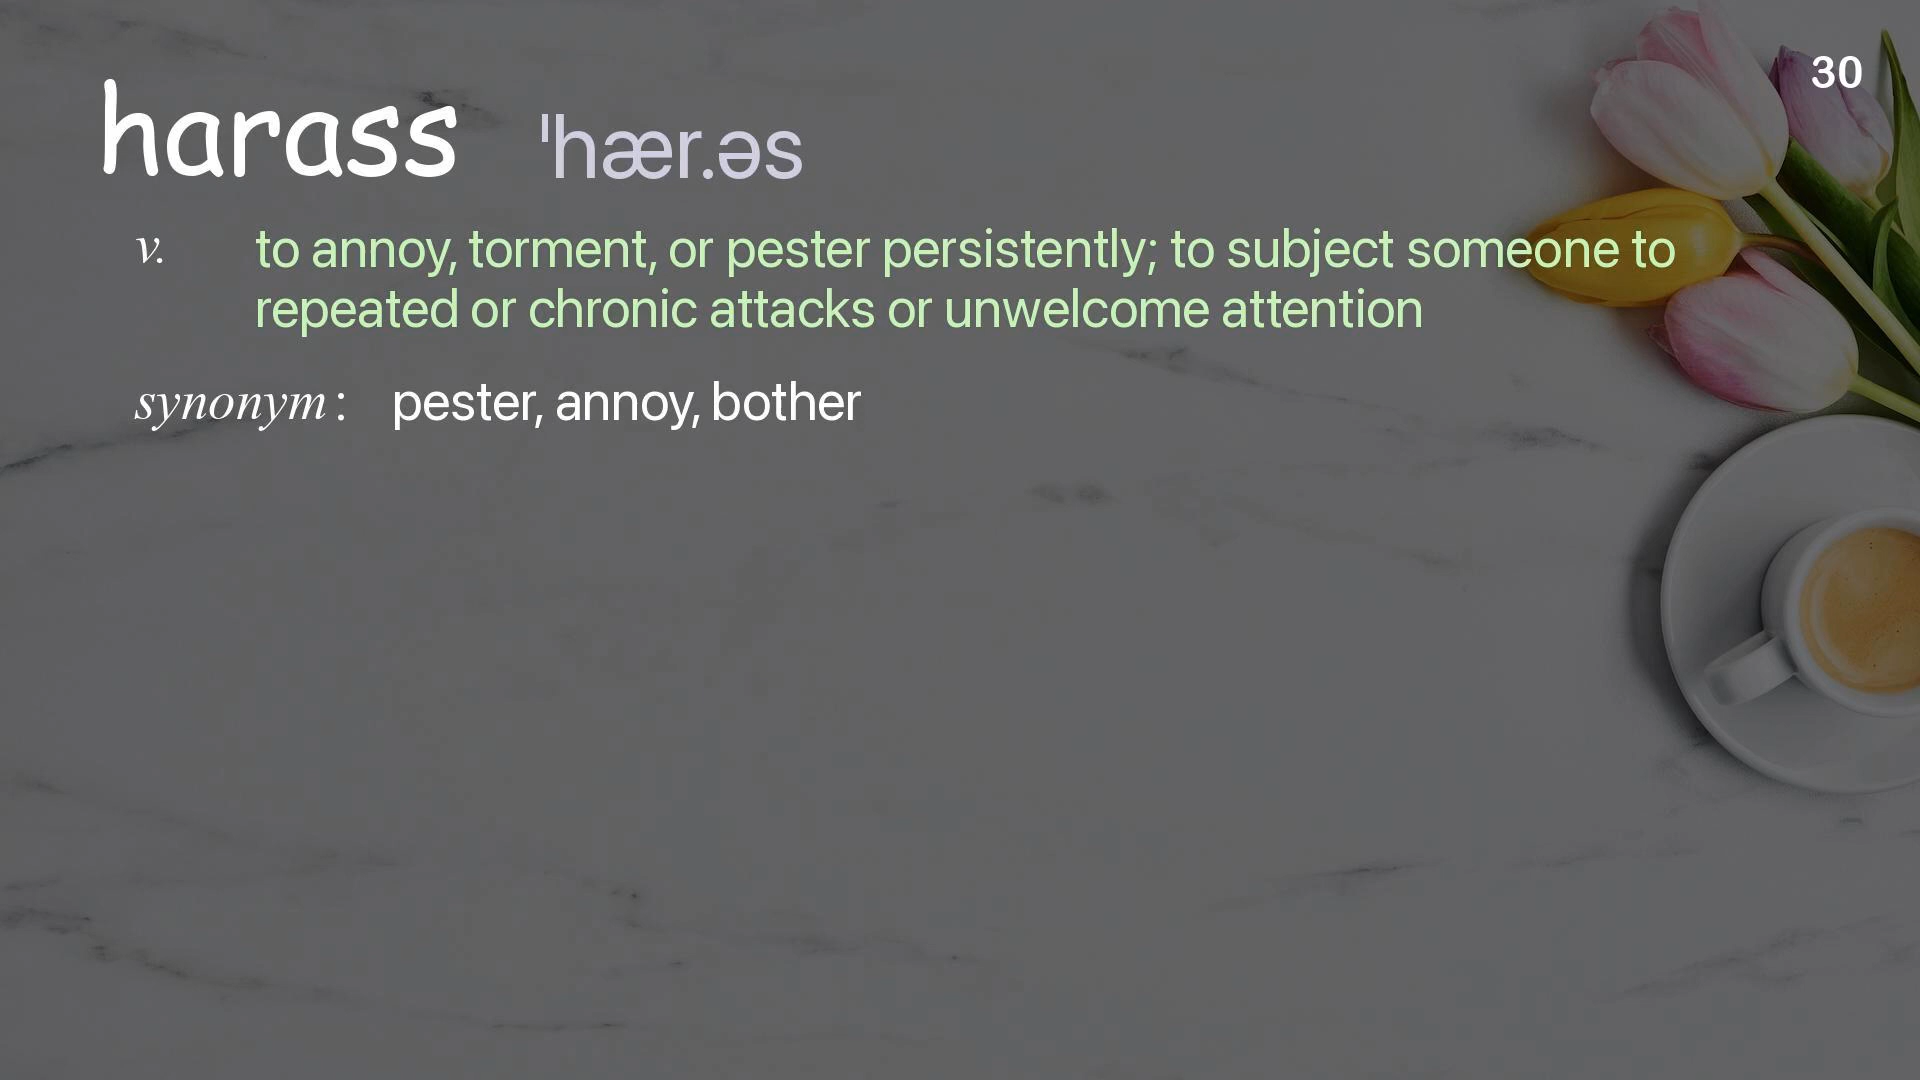 30
harass ˈhær.əs
v. to annoy, torment, or pester persistently; to subject someone to
repeated or chronic attacks or unwelcome attention
synonym : pester, annoy, bother